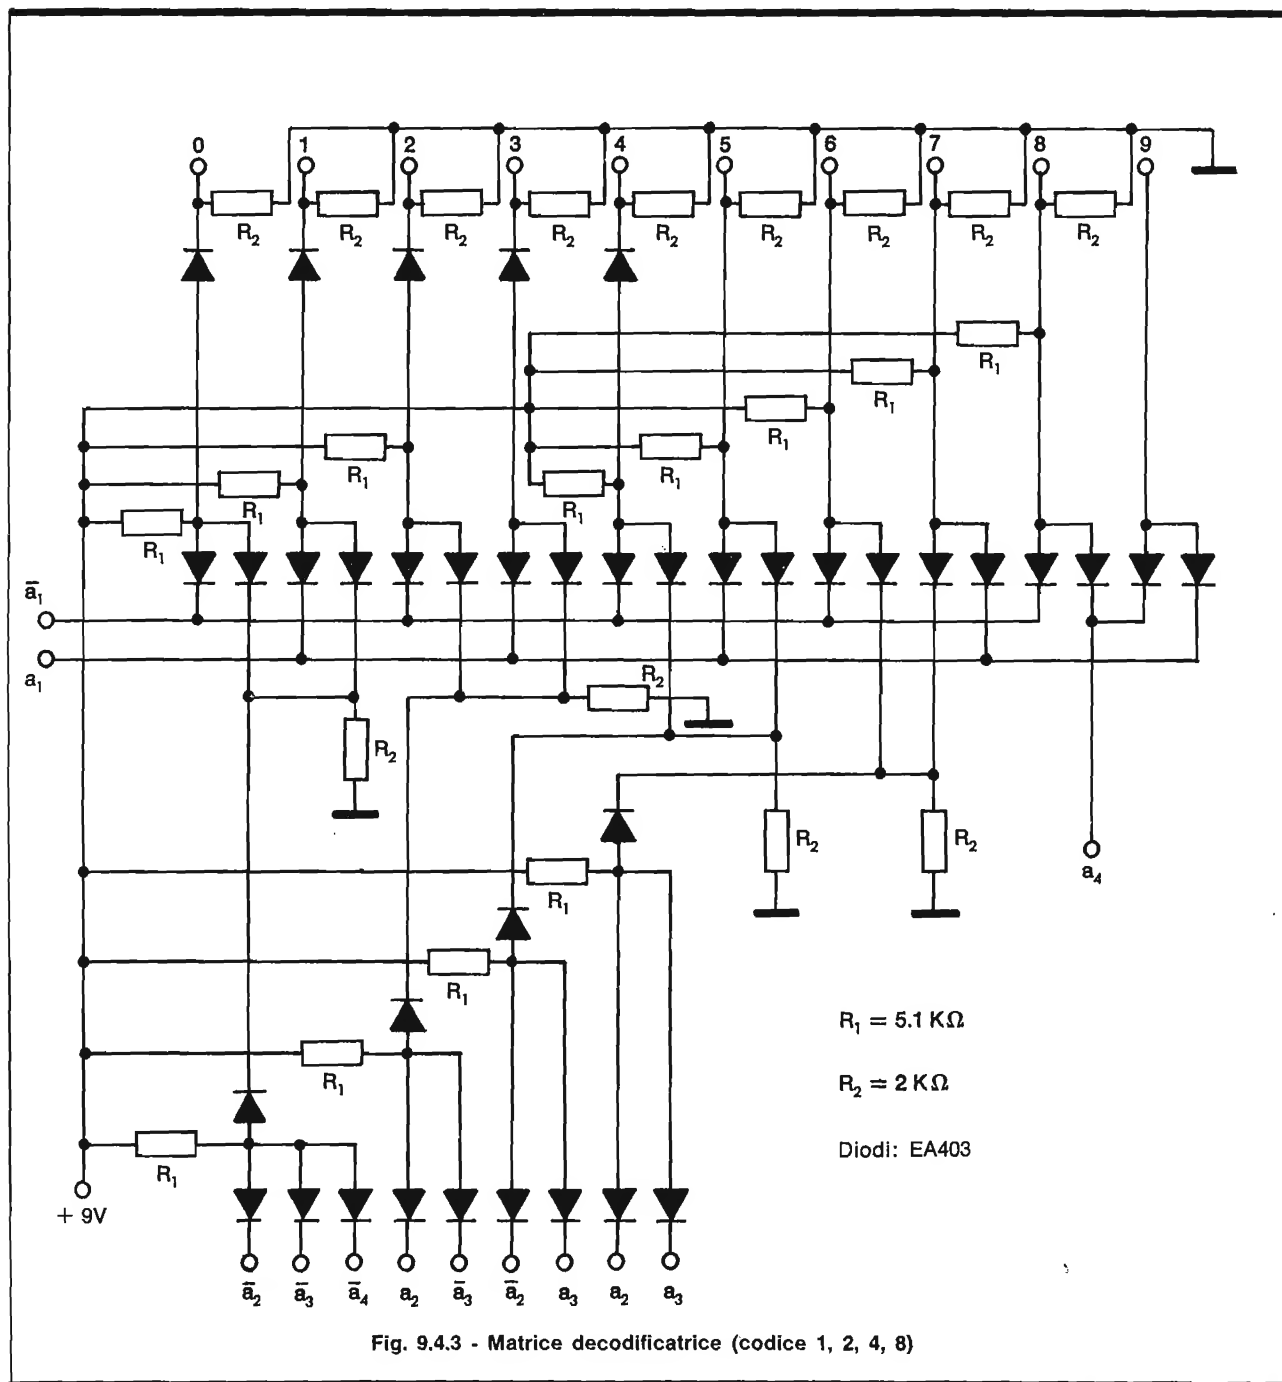 0 1 2 3 4 5 6 7 8 9
R₂ R₂ R₂ R₂ R₂ R₂ R₂ R₂ R₂
R₁
R₁
R₁
R₁ R₁
R₁ R₁
R₁
ā₁
a₁
R₂
R₂
R₂ R₂
a₄
R₁
R₁
R₁ = 5.1 KΩ
R₁
R₂ = 2 KΩ
Diodi: EA403
R₁
+ 9V
ā₂ ā₃ ā₄ a₂ ā₃ ā₂ a₃ a₂ a₃
Fig. 9.4.3 - Matrice decodificatrice (codice 1, 2, 4, 8)